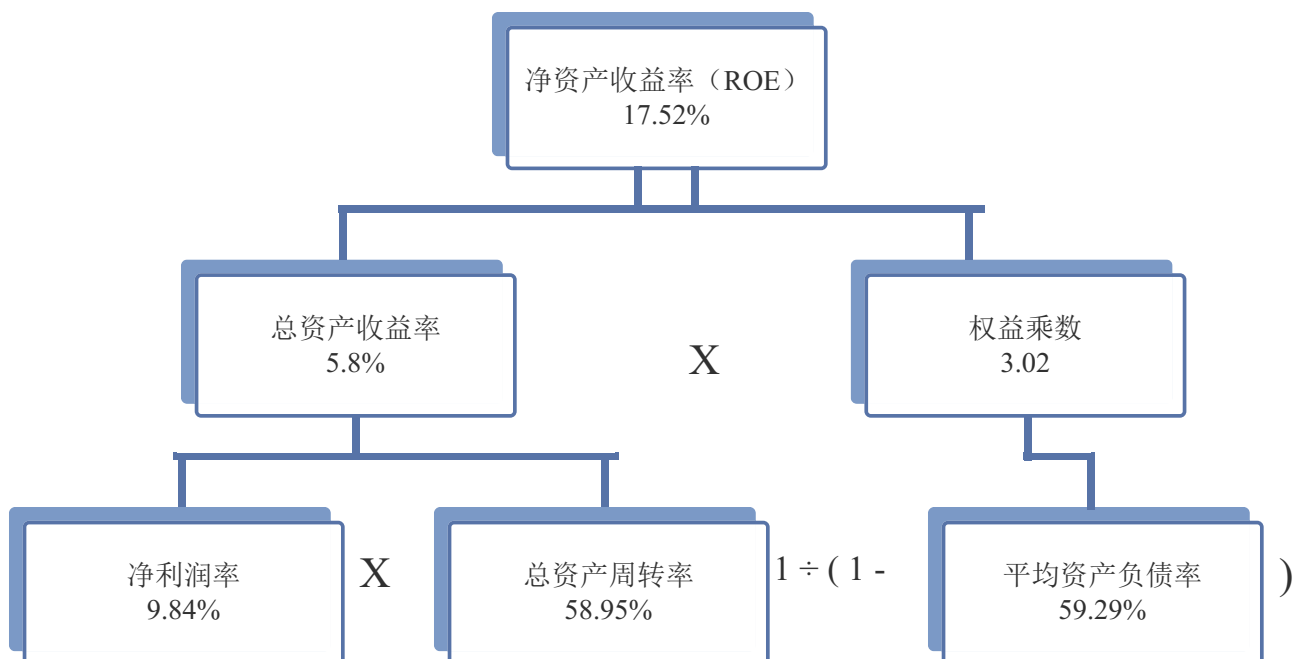 净资产收益率（ROE）
17.52%
总资产收益率
5.8%
X
权益乘数
3.02
净利润率
9.84%
X
总资产周转率
58.95%
1 ÷ ( 1 -
平均资产负债率
59.29%
)